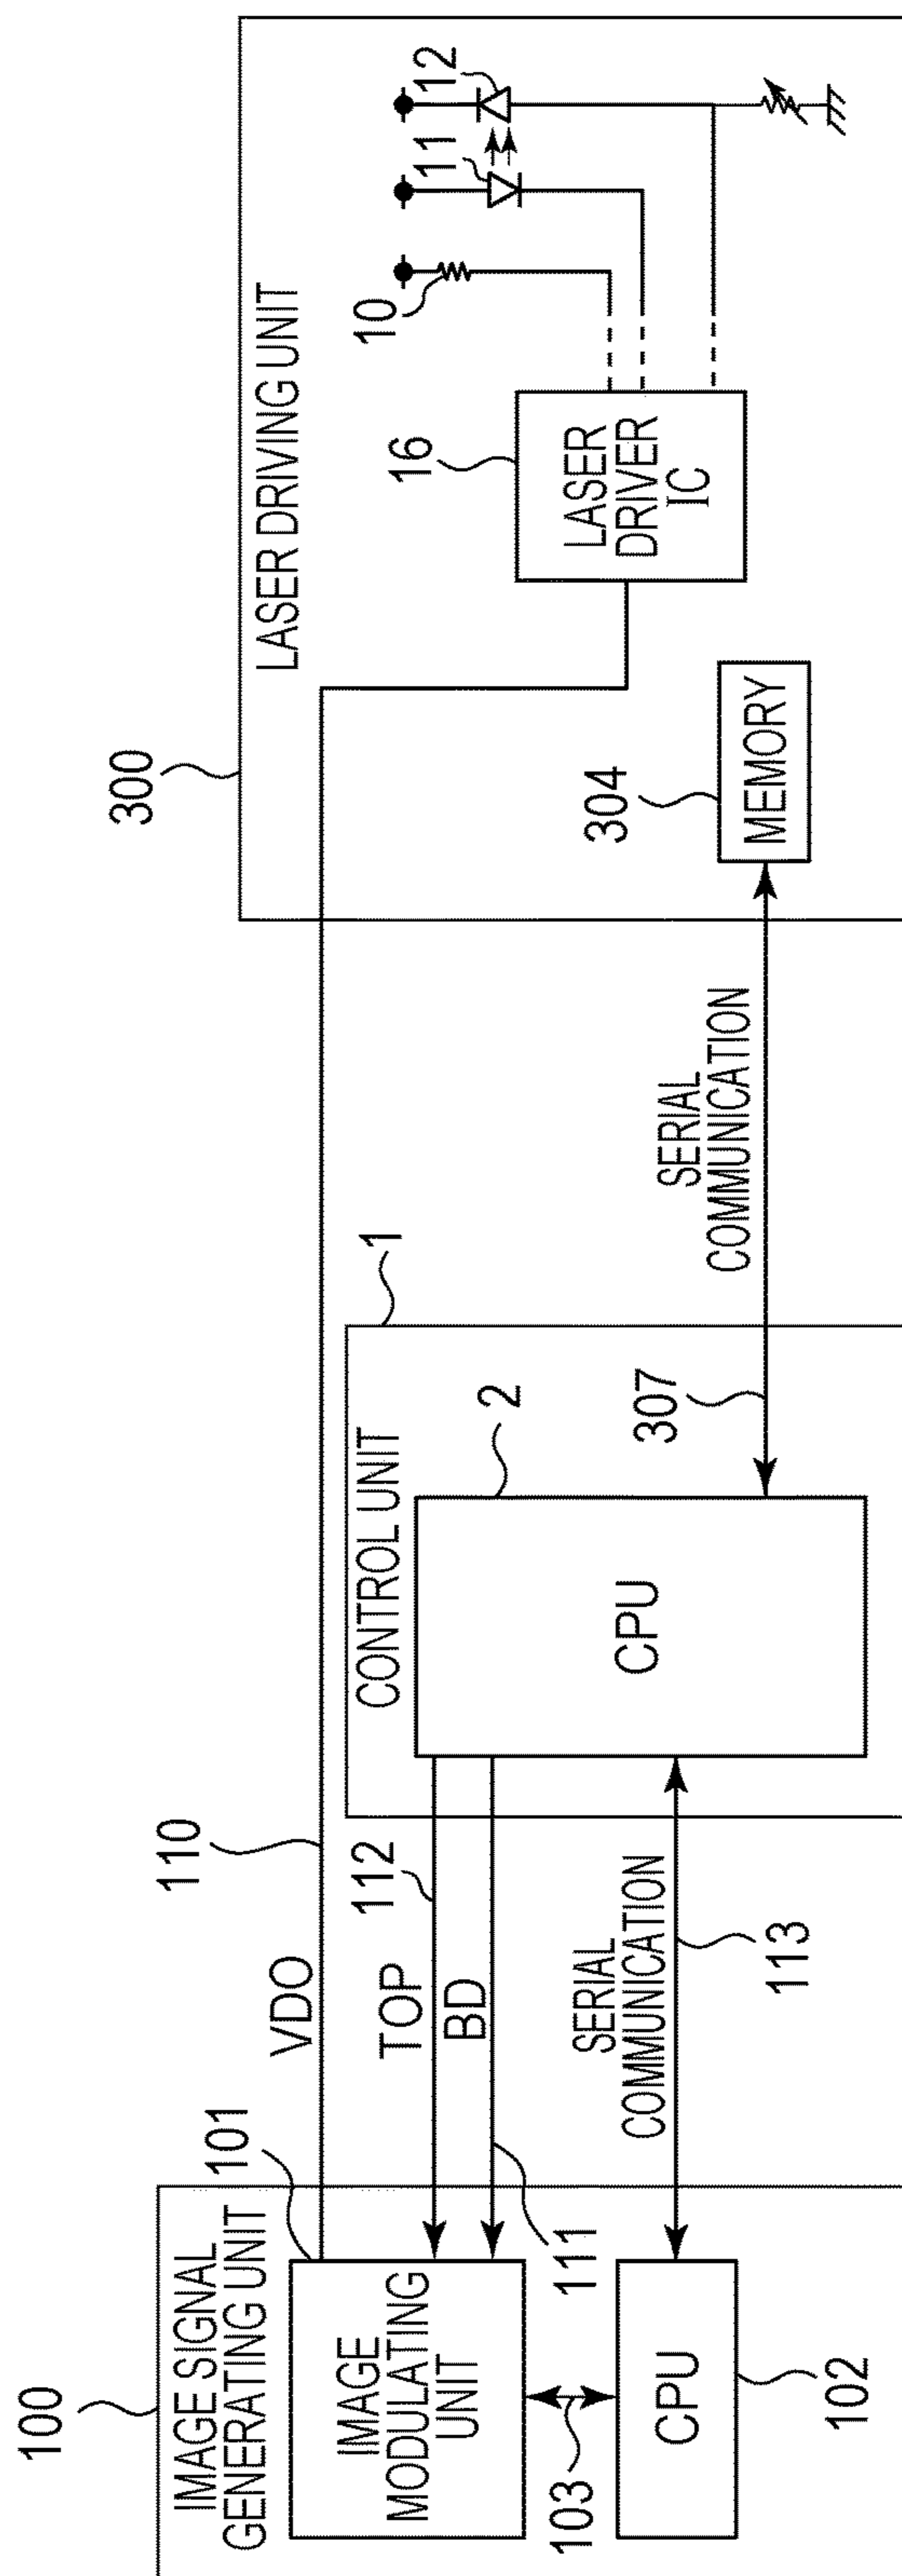 100
IMAGE SIGNAL
GENERATING UNIT
101
IMAGE
MODULATING
UNIT
103
CPU
102
VDO
110
TOP
112
BD
111
SERIAL
COMMUNICATION
113
CONTROL UNIT
1
2
CPU
307
SERIAL
COMMUNICATION
300
LASER DRIVING UNIT
304
MEMORY
16
LASER
DRIVER
IC
10
11
12